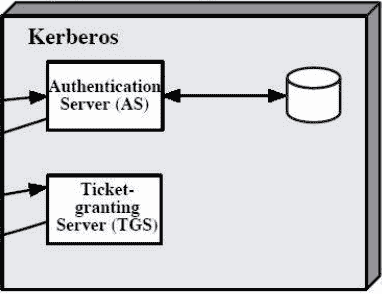 Kerberos
Authentication
Server (AS)
Ticket-
granting
Server (TGS)